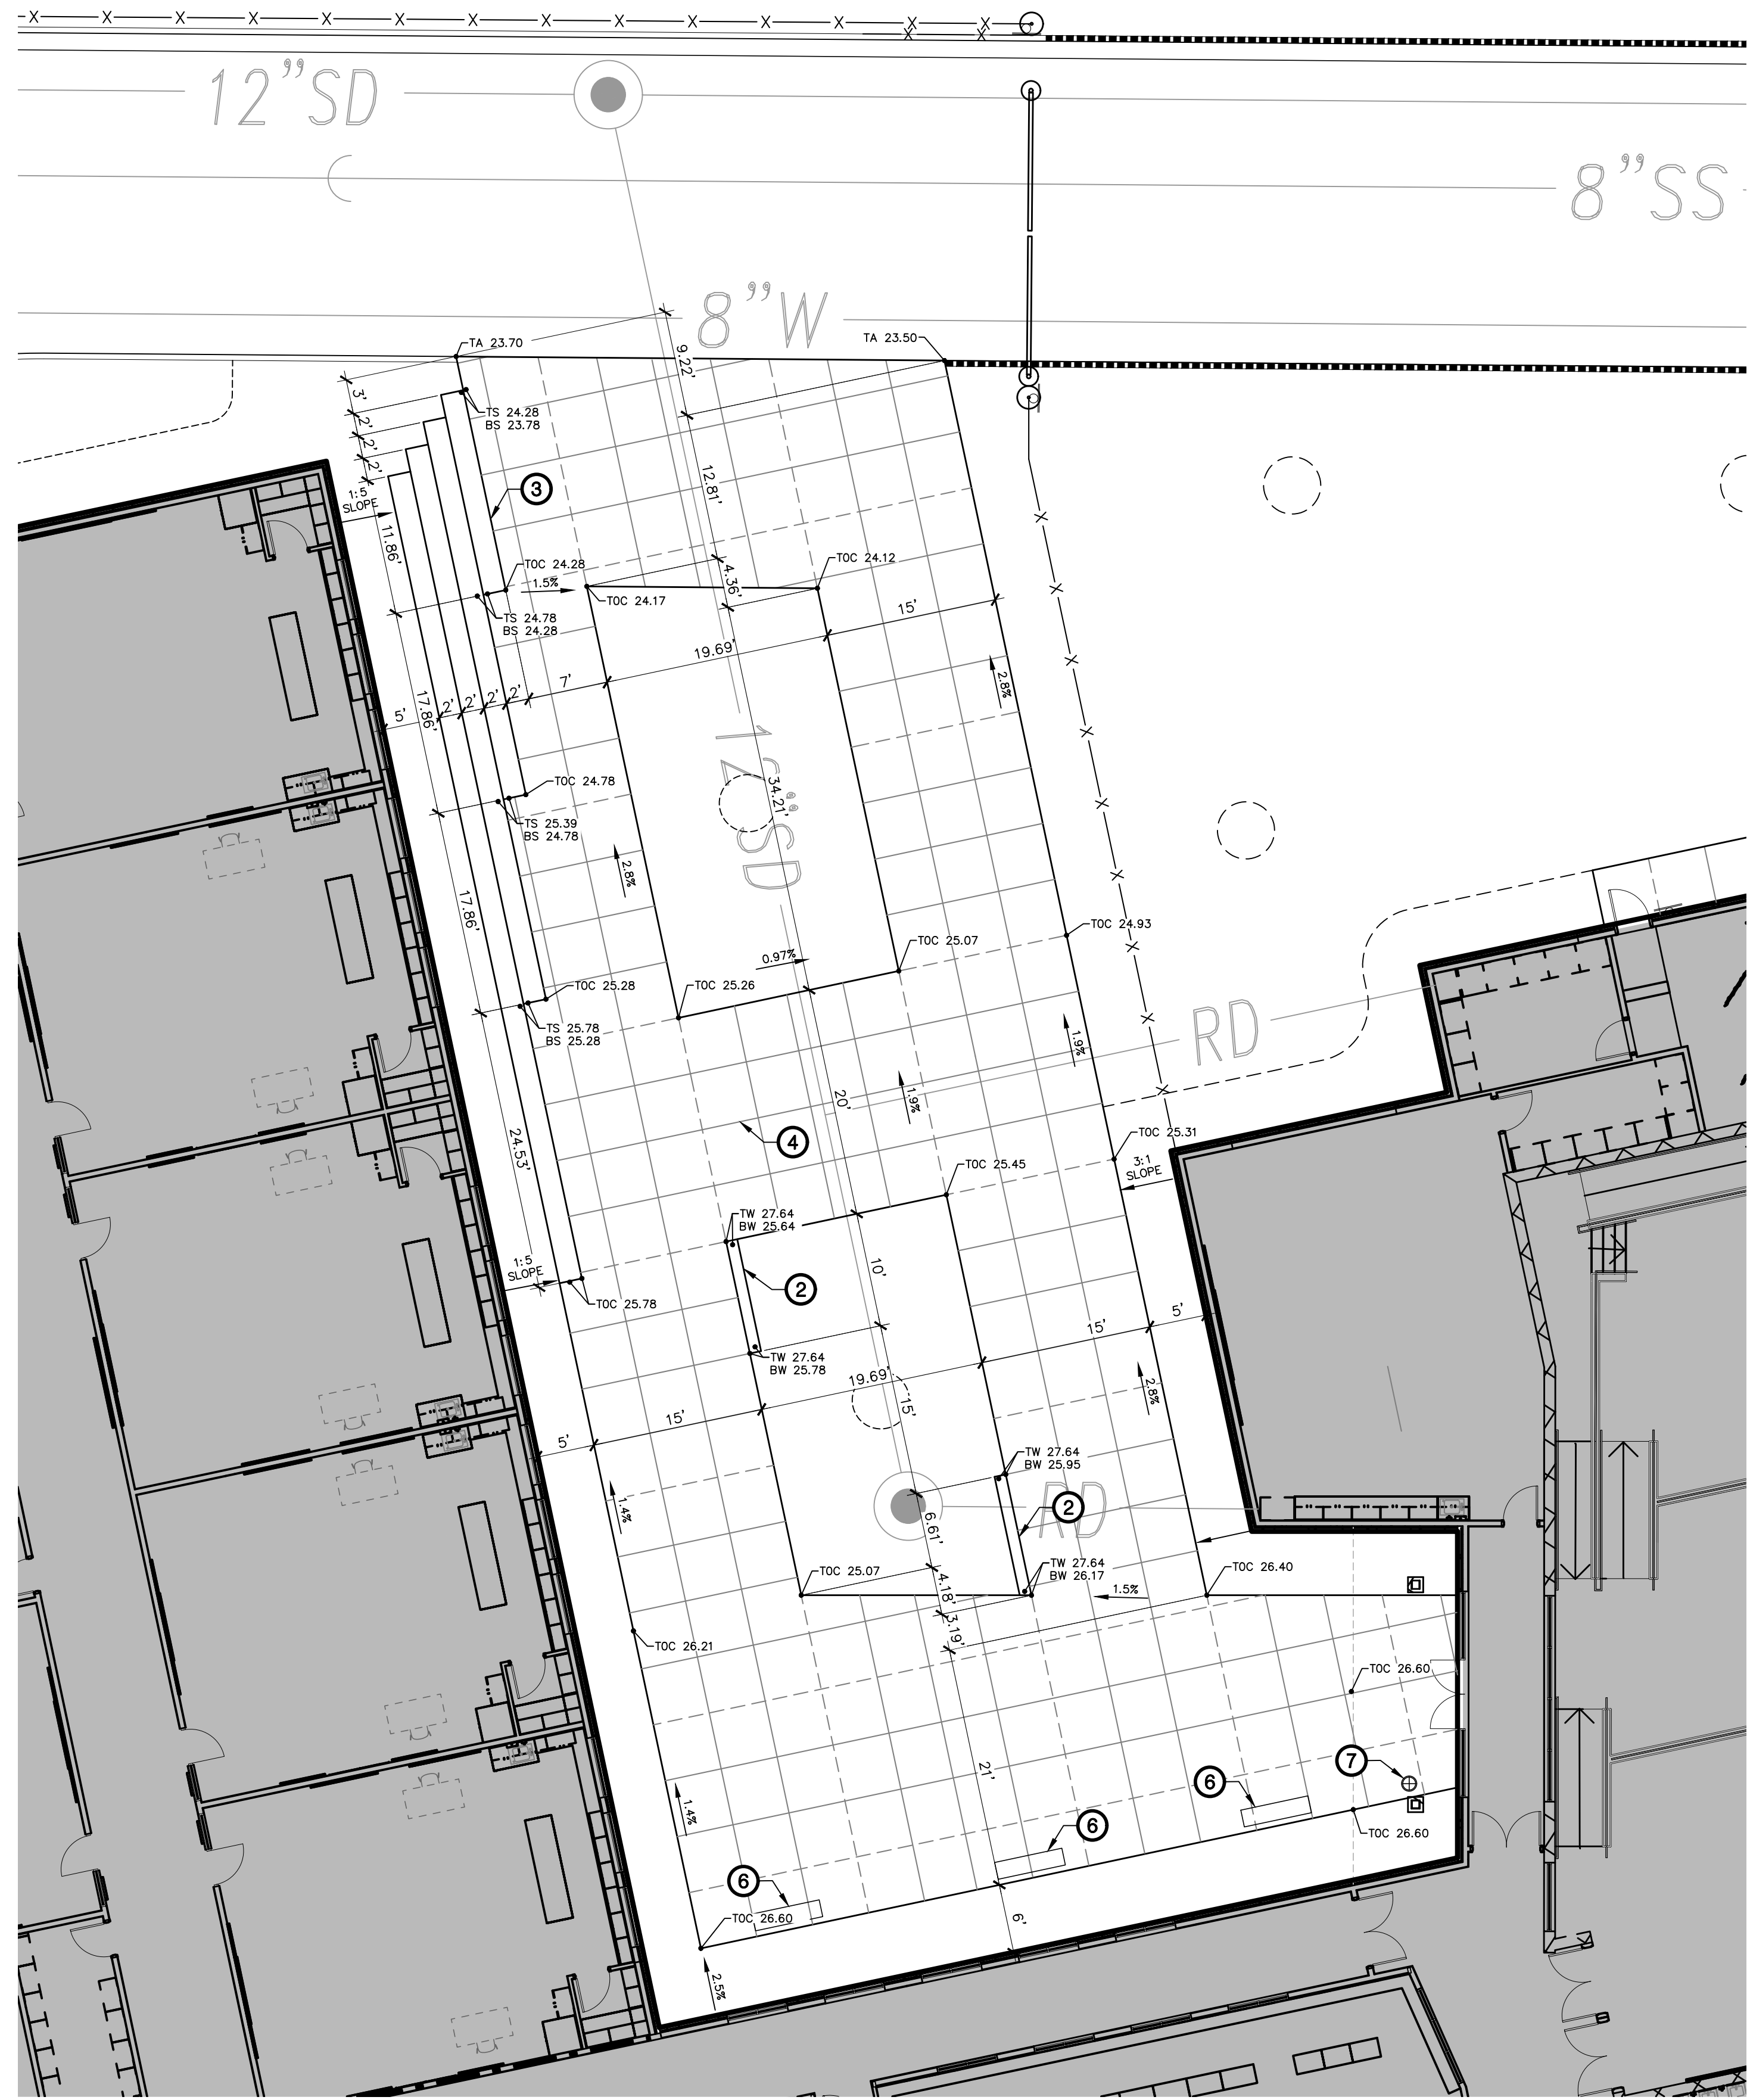 X X X X X X X X X X X X X X
X X
12"SD
8"SS
8"W
TA 23.70
TA 23.50
9.22'
3'
2'
2'
2'
TS 24.28
BS 23.78
1:5
SLOPE
12.81'
3
11.86'
TOC 24.28
TOC 24.12
4.36'
1.5%
TOC 24.17
TS 24.78
BS 24.28
15'
19.69'
7'
2'
2'
2'
2'
5'
17.86'
2.8%
12"SD
34.21'
TOC 24.78
TS 25.39
BS 24.78
2.8%
17.86'
TOC 24.93
TOC 25.07
0.97%
TOC 25.28
TOC 25.26
TS 25.78
BS 25.28
RD
1.9%
1.9%
20'
4
24.53'
TOC 25.31
3:1
SLOPE
TOC 25.45
TW 27.64
BW 25.64
10'
1:5
SLOPE
2
TOC 25.78
5'
15'
TW 27.64
BW 25.78
19.69'
2.8%
15'
15'
5'
TW 27.64
BW 25.95
1.4%
2
RD
6.61'
TOC 25.07
TW 27.64
BW 26.17
TOC 26.40
4.18'
1.5%
3.19'
TOC 26.21
TOC 26.60
21'
7
6
1.4%
6
TOC 26.60
6
TOC 26.60
6'
2.5%
X X X X X X X X X